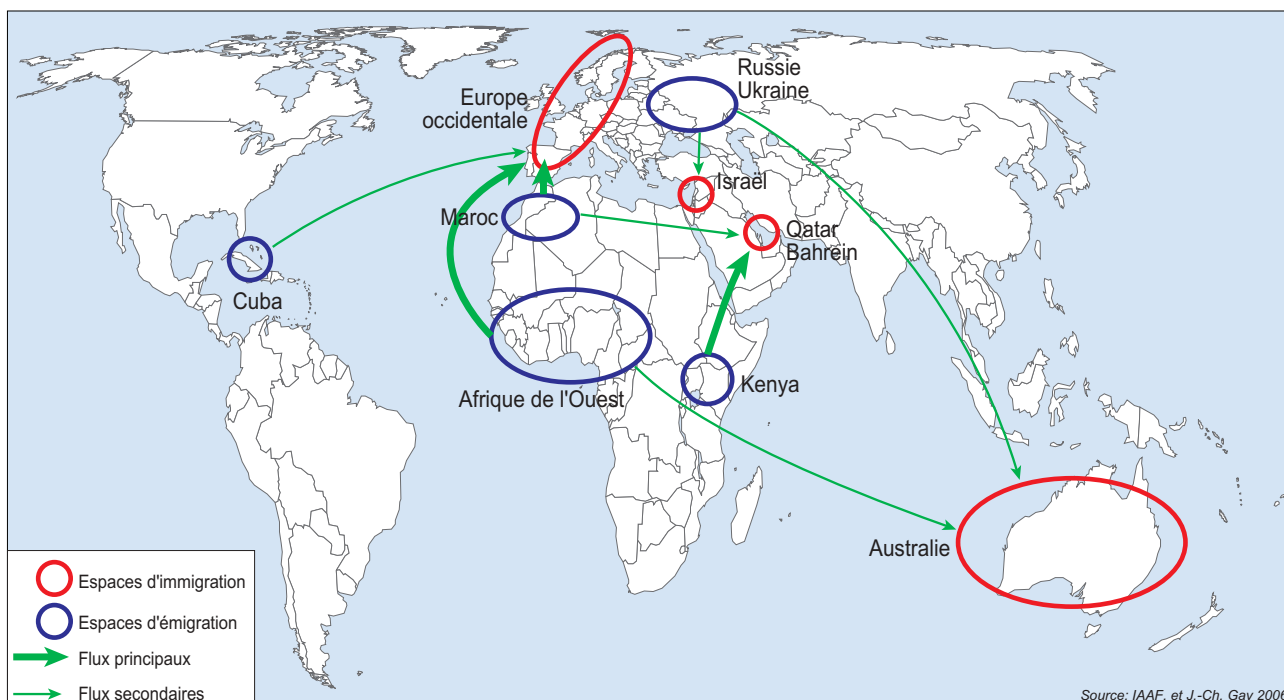 Russie
Ukraine
Europe
occidentale
Israël
Maroc
Qatar
Bahrein
Cuba
Afrique de l'Ouest
Kenya
Australie
Espaces d'immigration
Espaces d'émigration
Flux principaux
Flux secondaires
Source: IAAF, et J.-Ch. Gay 2006